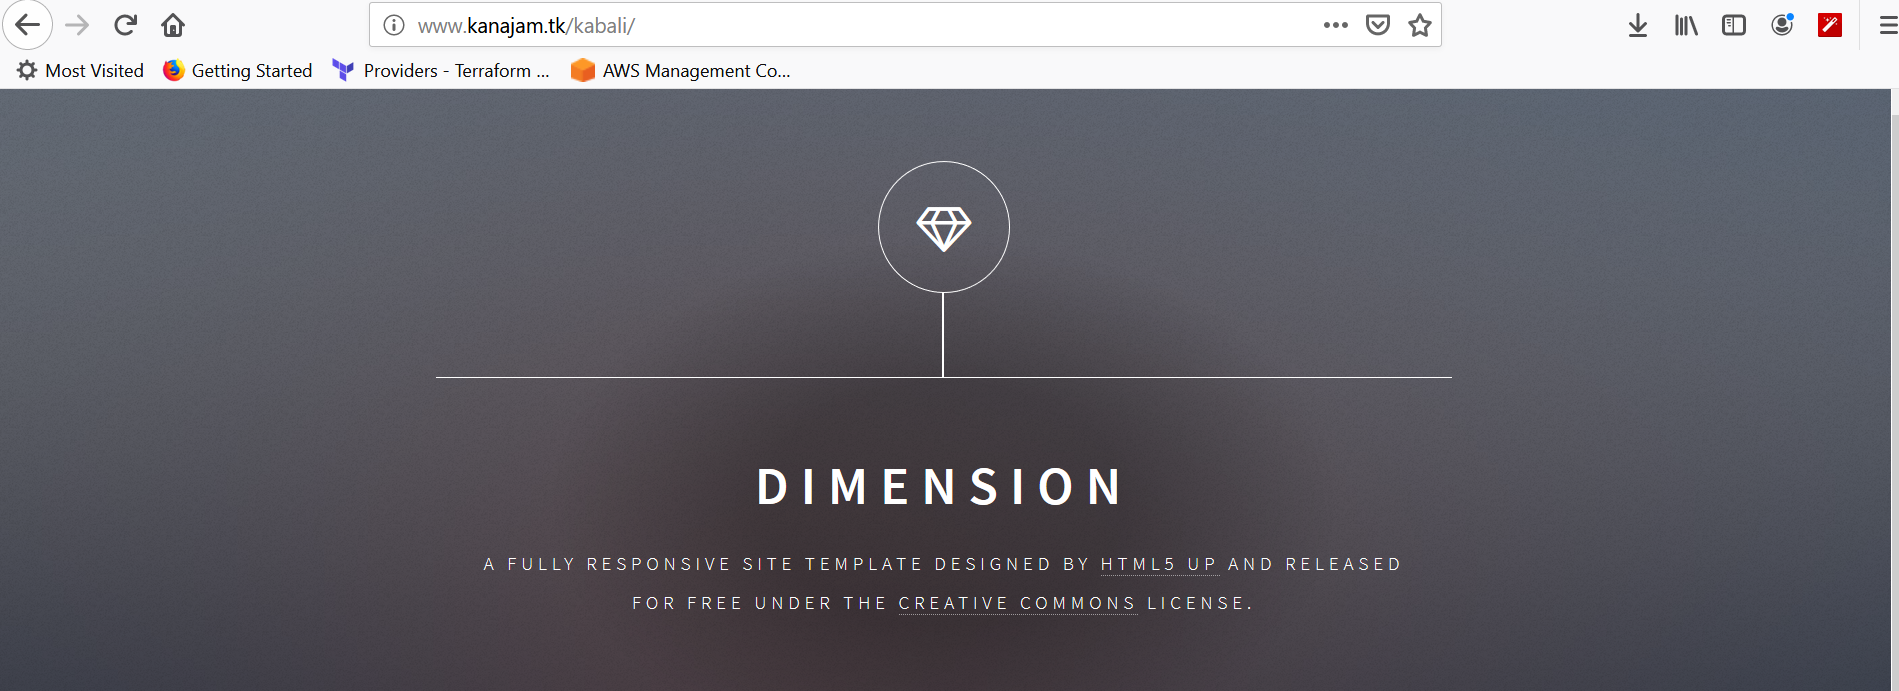 www.kanajam.tk/kabali/
Most Visited Getting Started Providers - Terraform ... AWS Management Co...
DIMENSION
A FULLY RESPONSIVE SITE TEMPLATE DESIGNED BY HTML5 UP AND RELEASED
FOR FREE UNDER THE CREATIVE COMMONS LICENSE.